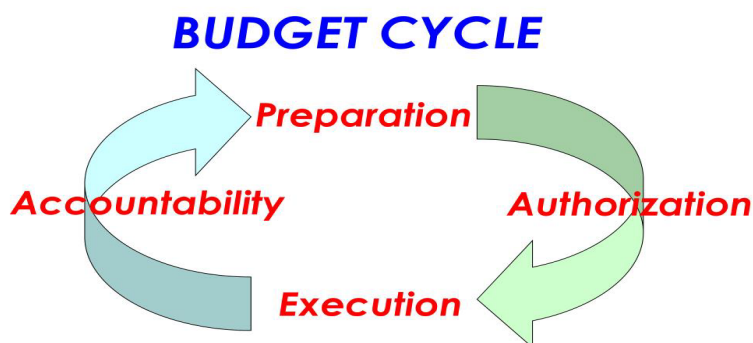 BUDGET CYCLE
Preparation
Accountability
Authorization
Execution